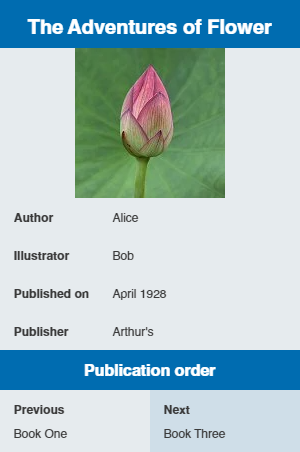 The Adventures of Flower
Author Alice
Illustrator Bob
Published on April 1928
Publisher Arthur's
Publication order
Previous Next
Book One Book Three